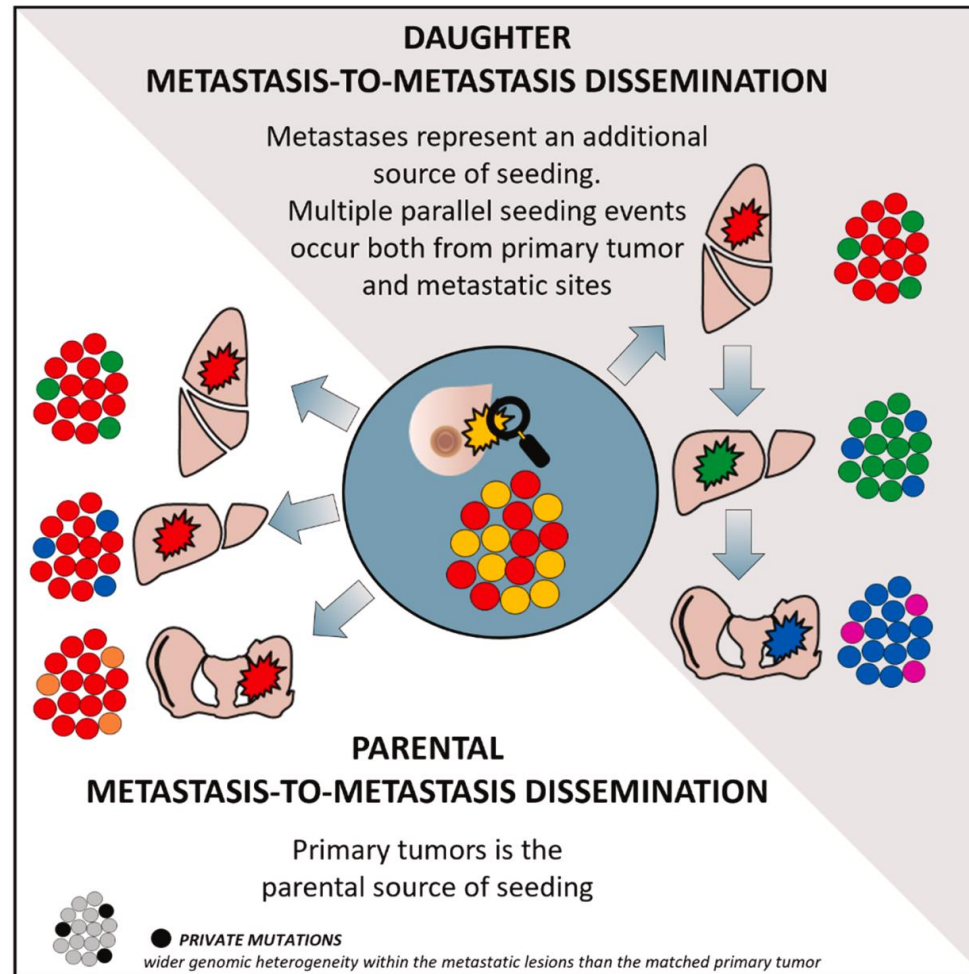 DAUGHTER
METASTASIS-TO-METASTASIS DISSEMINATION
Metastases represent an additional
source of seeding.
Multiple parallel seeding events
occur both from primary tumor
and metastatic sites
PARENTAL
METASTASIS-TO-METASTASIS DISSEMINATION
Primary tumors is the
parental source of seeding
PRIVATE MUTATIONS
wider genomic heterogeneity within the metastatic lesions than the matched primary tumor